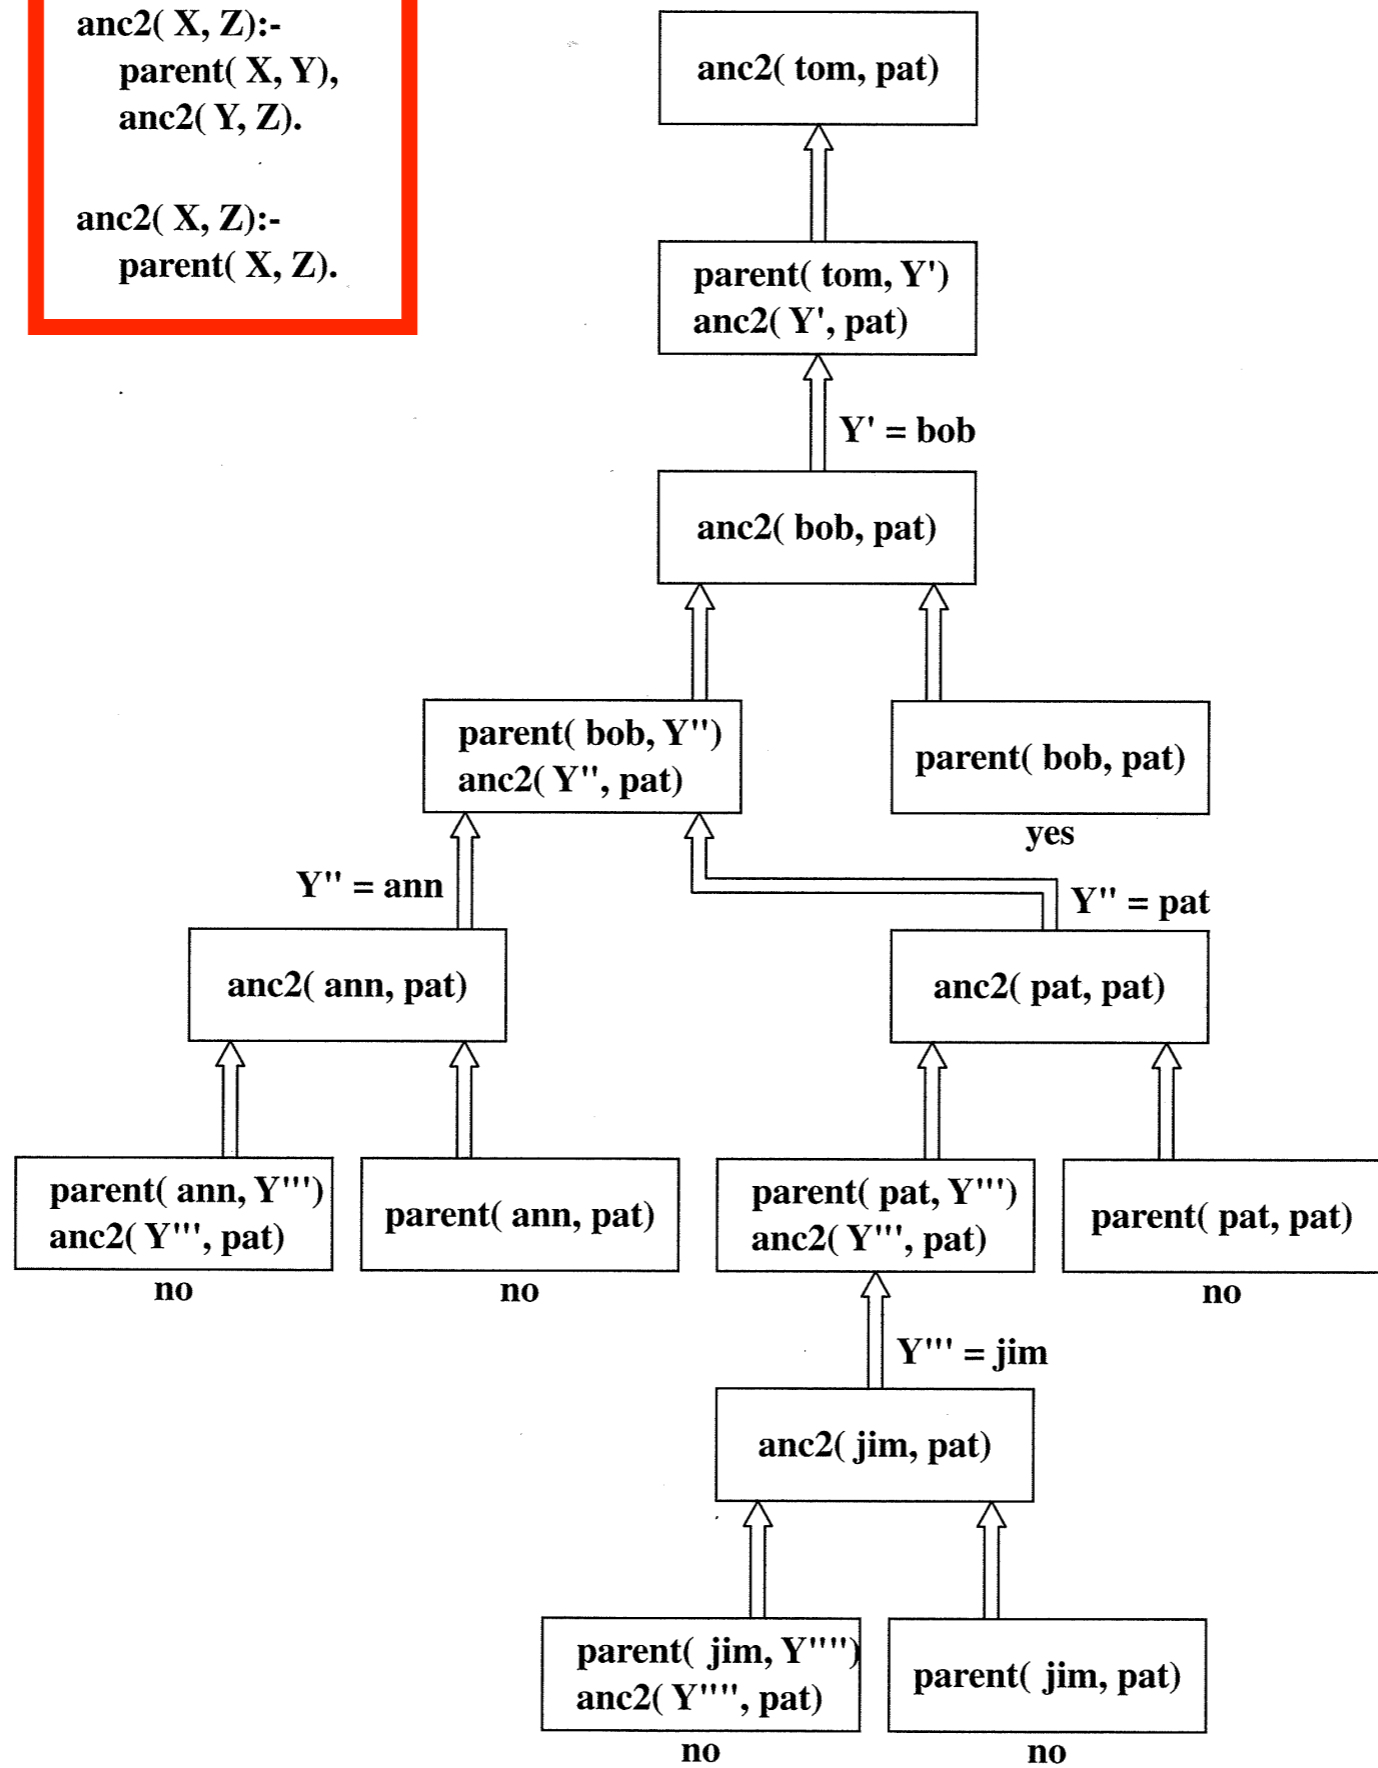 anc2( X, Z):-
parent( X, Y),
anc2( Y, Z).
anc2( X, Z):-
parent( X, Z).
anc2( tom, pat)
parent( tom, Y')
anc2( Y', pat)
Y' = bob
anc2( bob, pat)
parent( bob, Y'')
anc2( Y'', pat)
parent( bob, pat)
yes
Y'' = ann
Y'' = pat
anc2( ann, pat)
anc2( pat, pat)
parent( ann, Y''')
anc2( Y''', pat)
no
parent( ann, pat)
no
parent( pat, Y''')
anc2( Y''', pat)
parent( pat, pat)
no
Y''' = jim
anc2( jim, pat)
parent( jim, Y'''')
anc2( Y'''', pat)
no
parent( jim, pat)
no